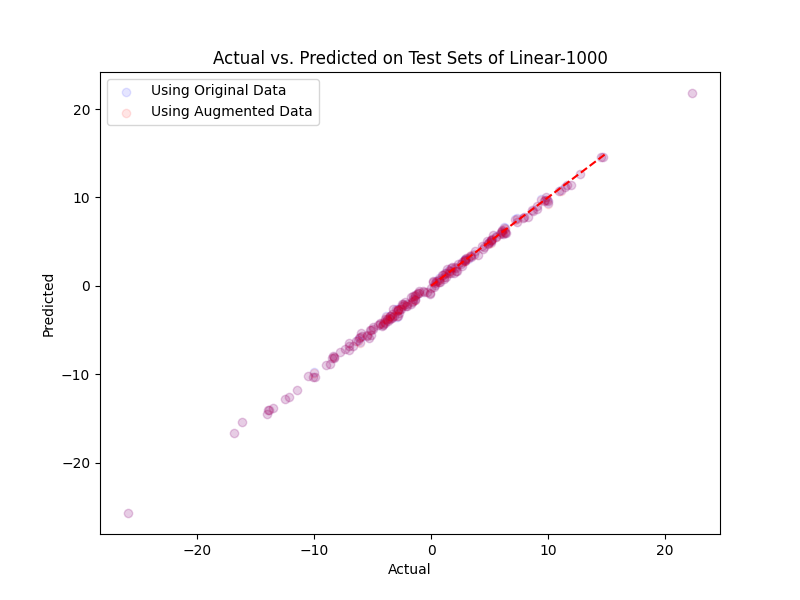 Actual vs. Predicted on Test Sets of Linear-1000
Using Original Data
Using Augmented Data
20
10
0
−10
−20
Predicted
−20 −10 0 10 20
Actual